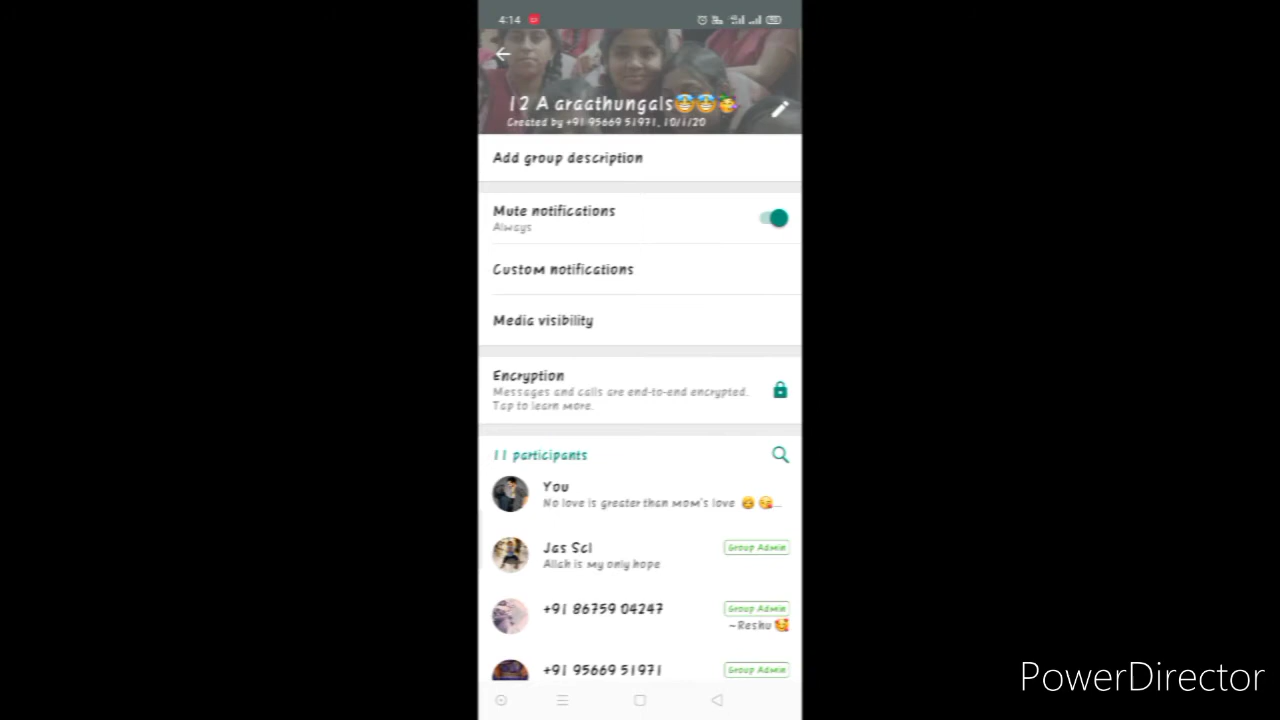 4:14
12 A araathungals😇😇🥰
Created by +91 95669 51971, 10/1/20
Add group description
Mute notifications
Always
Custom notifications
Media visibility
Encryption
Messages and calls are end-to-end encrypted.
Tap to learn more.
11 participants
You
No love is greater than mom's love 😊😘...
Jas Scl
Group Admin
Allah is my only hope
+91 86759 04247
Group Admin
~Reshu🥰
+91 95669 51971
Group Admin
PowerDirector